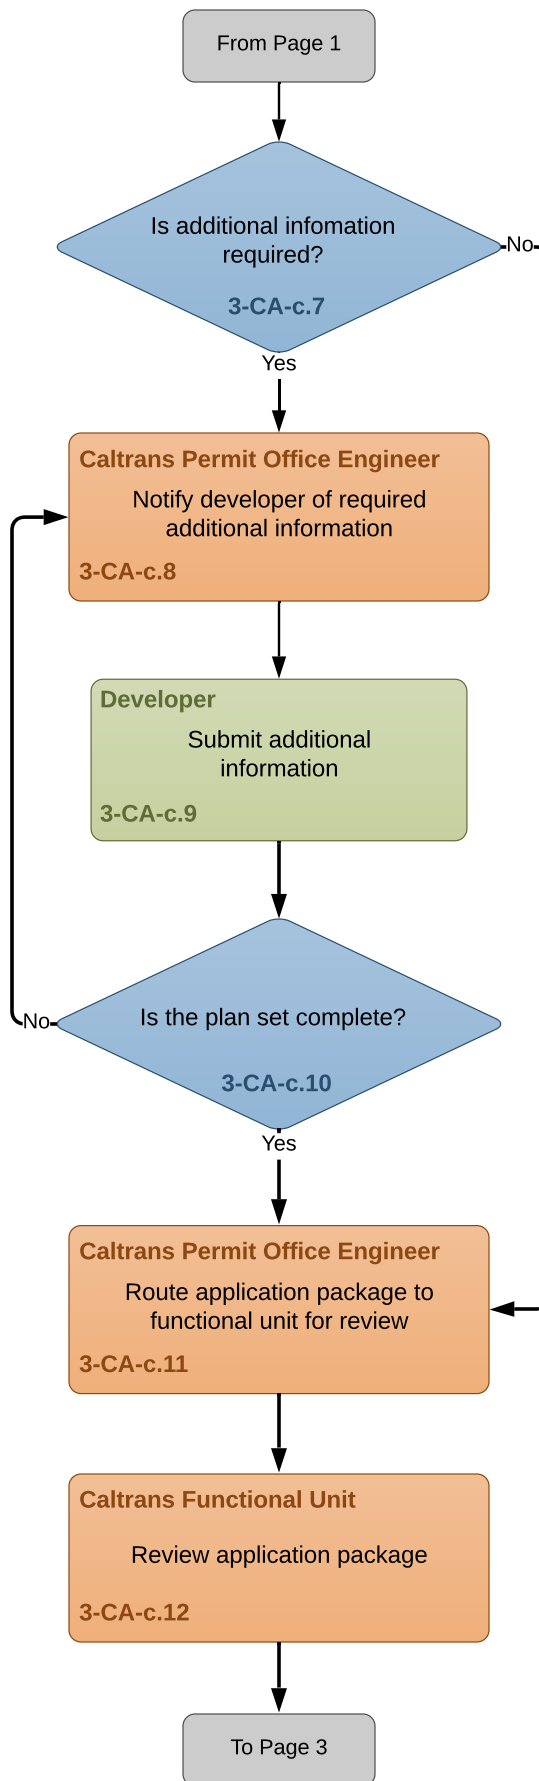 From Page 1
Is additional infomation
required?
3-CA-c.7
No
Yes
Caltrans Permit Office Engineer
Notify developer of required
additional information
3-CA-c.8
Developer
Submit additional
information
3-CA-c.9
Is the plan set complete?
No
3-CA-c.10
Yes
Caltrans Permit Office Engineer
Route application package to
functional unit for review
3-CA-c.11
Caltrans Functional Unit
Review application package
3-CA-c.12
To Page 3